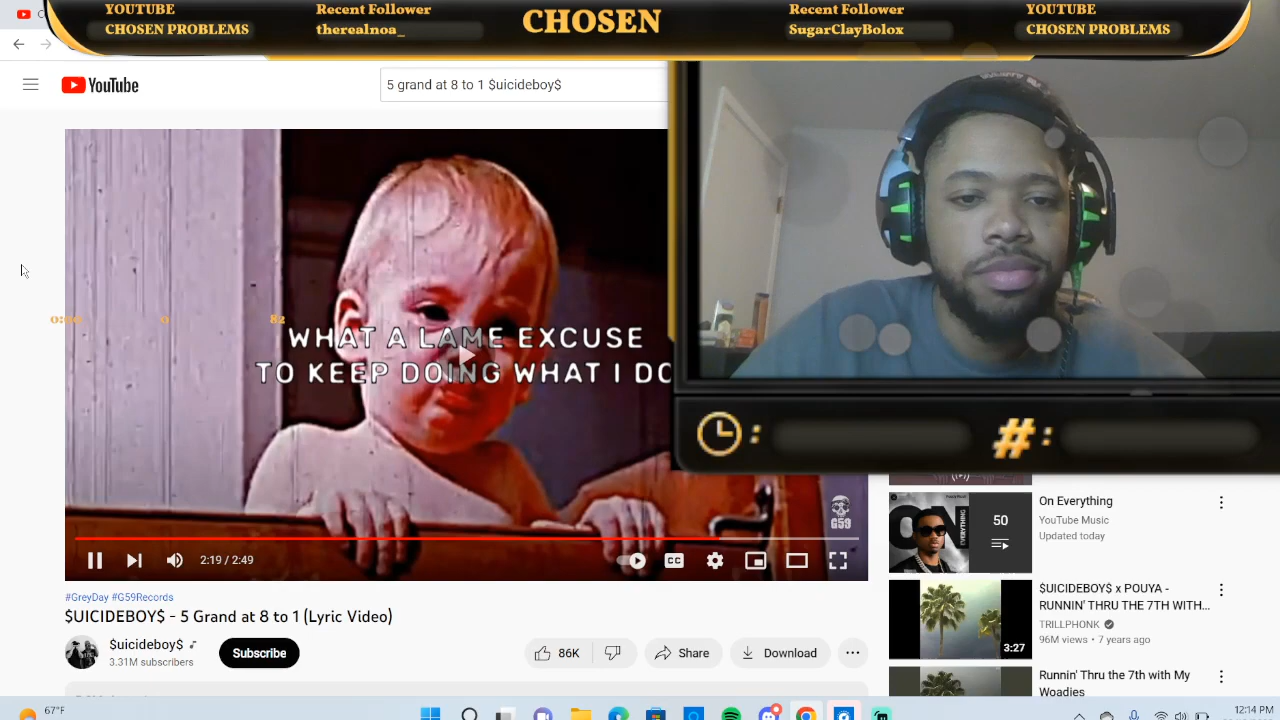 YOUTUBE
CHOSEN PROBLEMS
Recent Follower
therealnoa_
CHOSEN
Recent Follower
SugarClayBolox
YOUTUBE
CHOSEN PROBLEMS
YouTube
5 grand at 8 to 1 $uicideboy$
0
82
WHAT A LAME EXCUSE
TO KEEP DOING WHAT I DO
G59
2:19 / 2:49
CC
:
# :
#GreyDay #G59Records
$UICIDEBOY$ - 5 Grand at 8 to 1 (Lyric Video)
$uicideboy$
3.31M subscribers
Subscribe
86K
Share
Download
50
On Everything
YouTube Music
Updated today
$UICIDEBOY$ x POUYA -
RUNNIN' THRU THE 7TH WITH...
TRILLPHONK
96M views • 7 years ago
3:27
Runnin' Thru the 7th with My
Woadies
67°F
12:14 PM